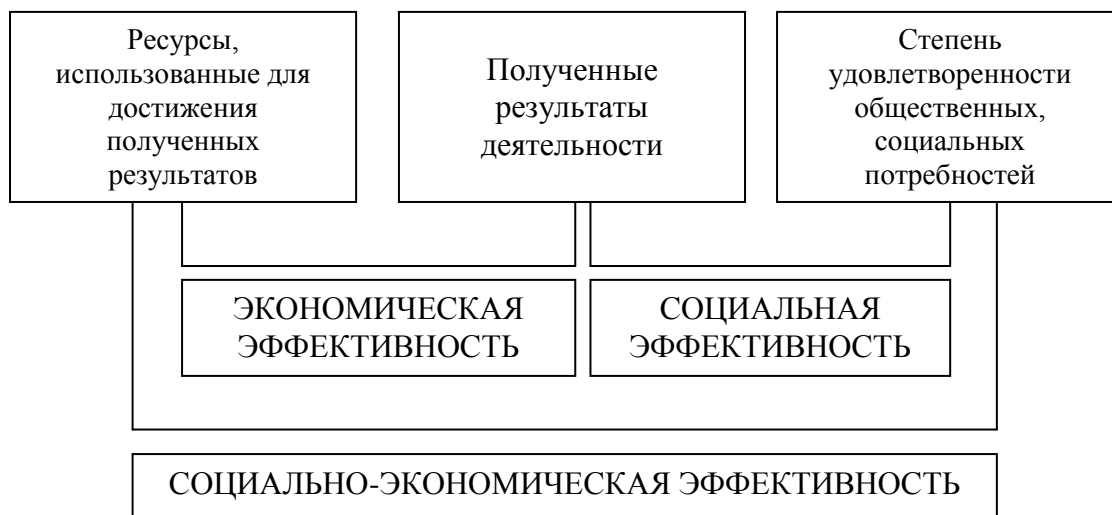 Ресурсы,
использованные для
достижения
полученных
результатов
Полученные
результаты
деятельности
Степень
удовлетворенности
общественных,
социальных
потребностей
ЭКОНОМИЧЕСКАЯ
ЭФФЕКТИВНОСТЬ
СОЦИАЛЬНАЯ
ЭФФЕКТИВНОСТЬ
СОЦИАЛЬНО-ЭКОНОМИЧЕСКАЯ ЭФФЕКТИВНОСТЬ